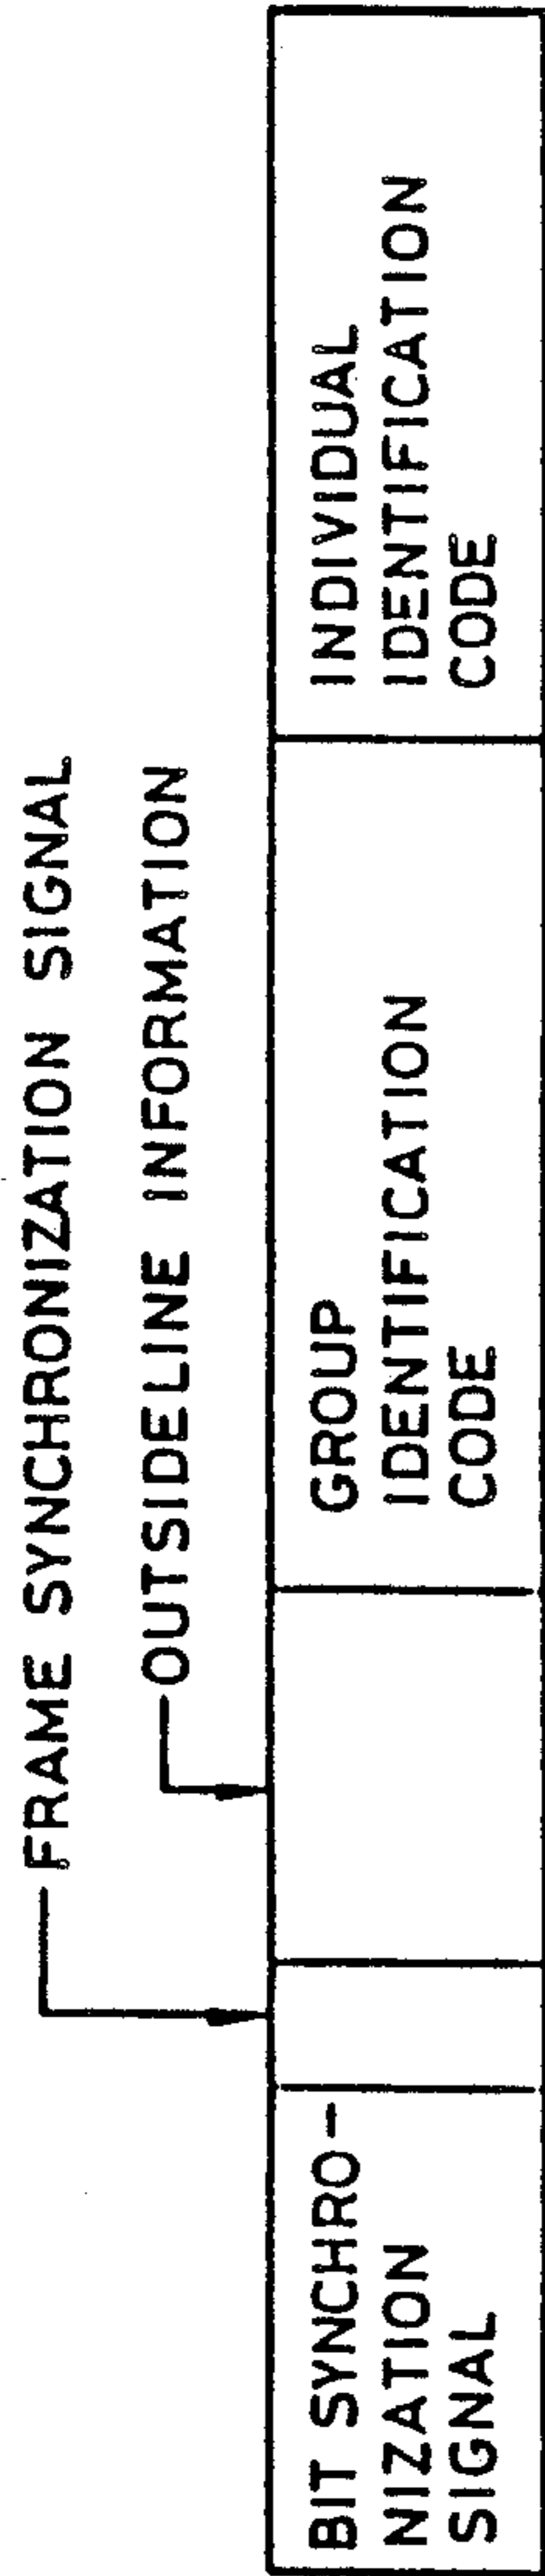 FRAME SYNCHRONIZATION SIGNAL
OUTSIDELINE INFORMATION
BIT SYNCHRO-
NIZATION
SIGNAL
GROUP
IDENTIFICATION
CODE
INDIVIDUAL
IDENTIFICATION
CODE